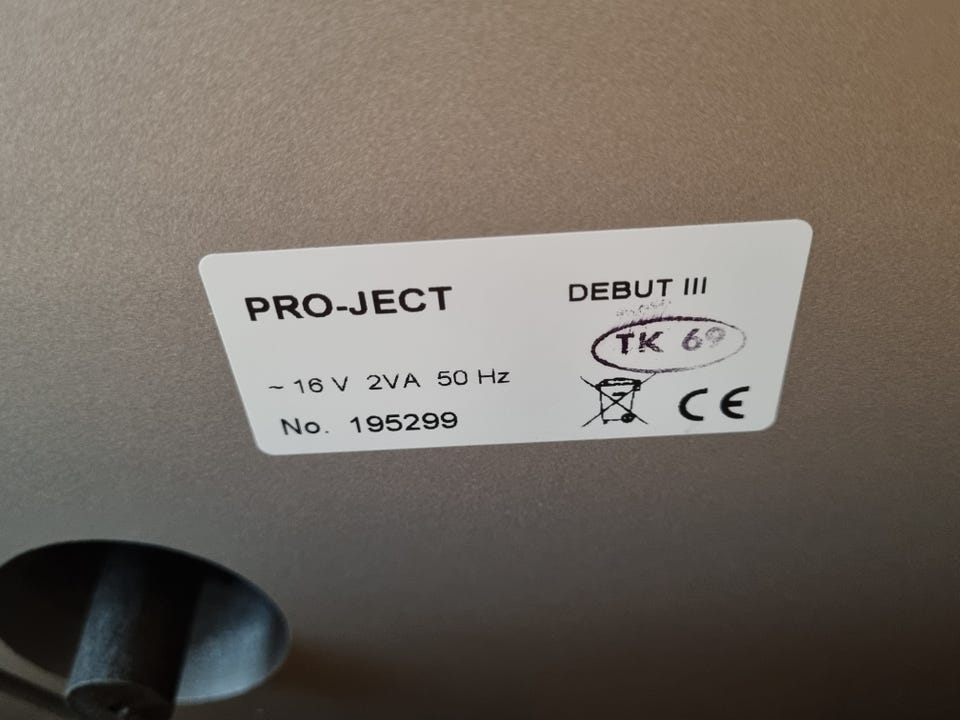 PRO-JECT
DEBUT III
TK 69
~ 16 V 2VA 50 Hz
No. 195299
CE